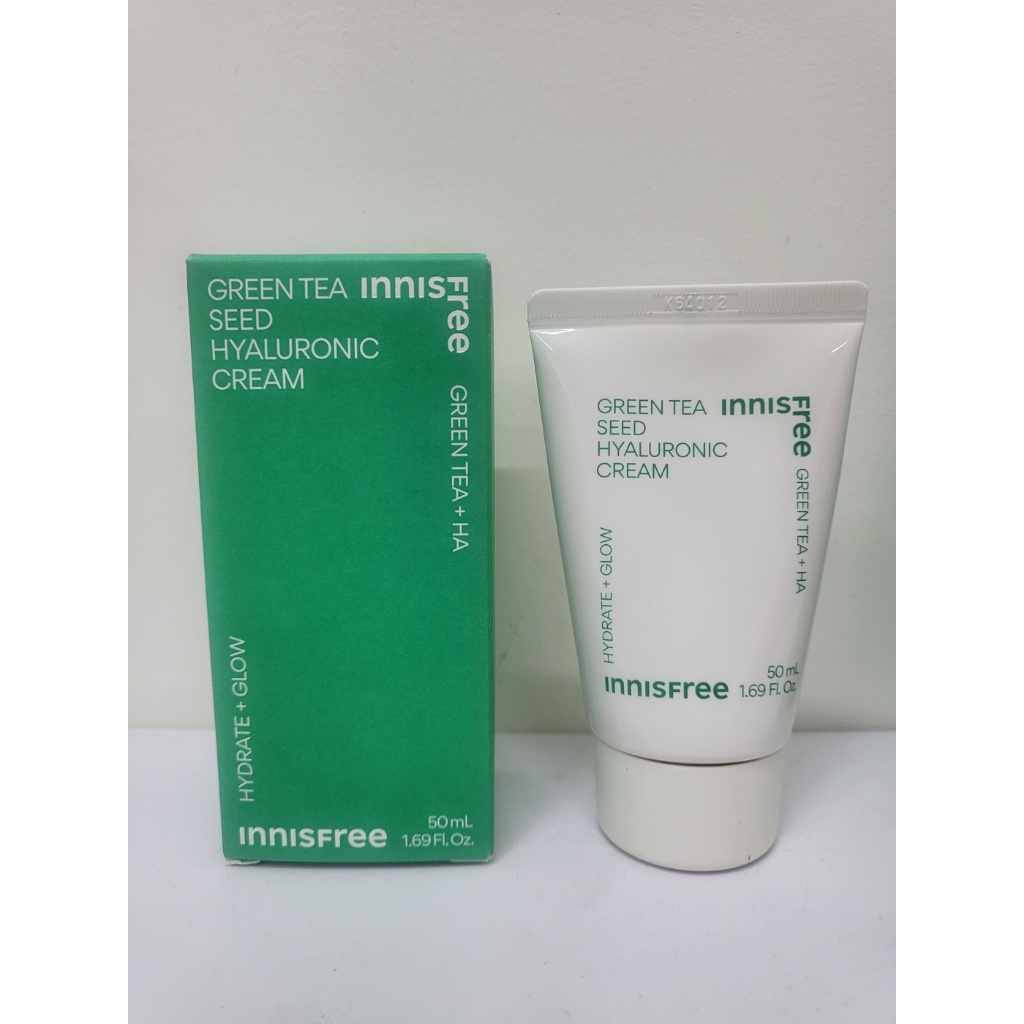 GREEN TEA
SEED
HYALURONIC
CREAM
INNISFree
GREEN TEA + HA
HYDRATE + GLOW
INNISFree
50 mL
1.69 Fl. Oz.
K64012
GREEN TEA
SEED
HYALURONIC
CREAM
INNISFree
GREEN TEA + HA
HYDRATE + GLOW
INNISFree
50 mL
1.69 Fl. Oz.